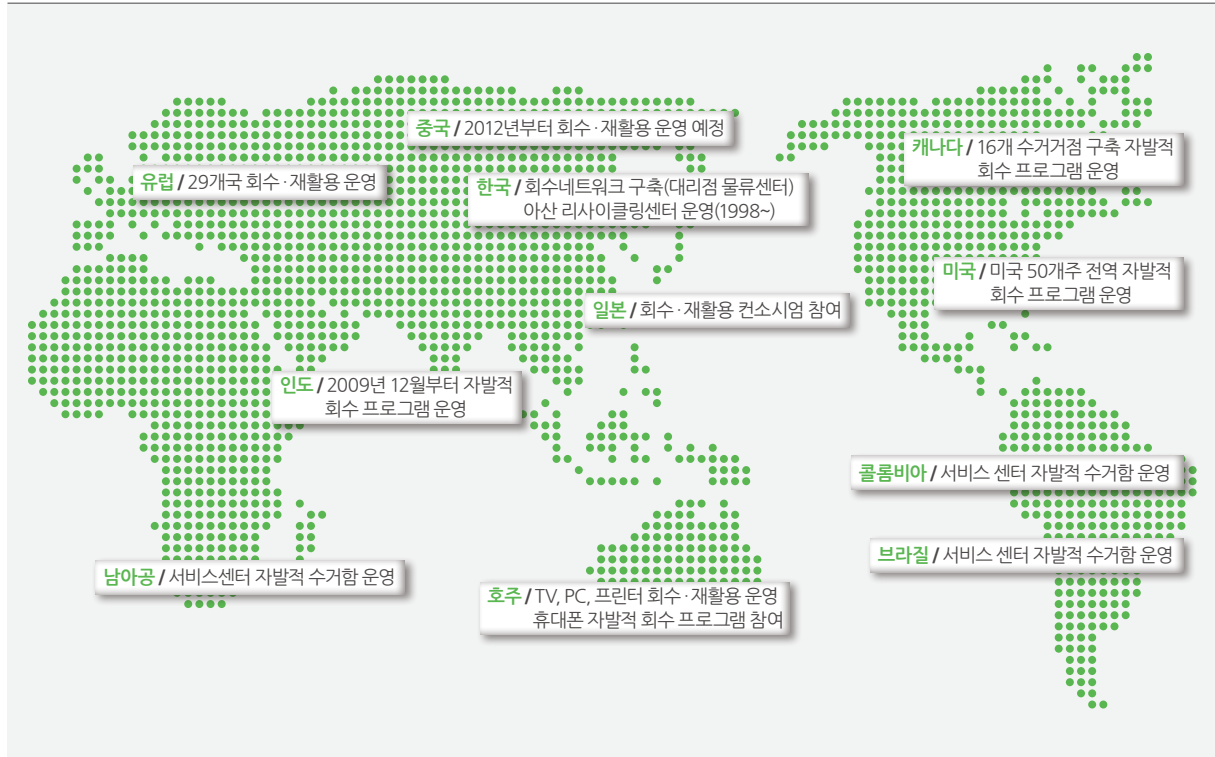 중국 / 2012년부터 회수·재활용 운영 예정
캐나다 / 16개 수거거점 구축 자발적
회수 프로그램 운영
유럽 / 29개국 회수·재활용 운영
한국 / 회수네트워크 구축(대리점 물류센터)
아산 리사이클링센터 운영(1998~)
미국 / 미국 50개주 전역 자발적
회수 프로그램 운영
일본 / 회수·재활용 컨소시엄 참여
인도 / 2009년 12월부터 자발적
회수 프로그램 운영
콜롬비아 / 서비스 센터 자발적 수거함 운영
브라질 / 서비스 센터 자발적 수거함 운영
남아공 / 서비스센터 자발적 수거함 운영
호주 / TV, PC, 프린터 회수·재활용 운영
휴대폰 자발적 회수 프로그램 참여